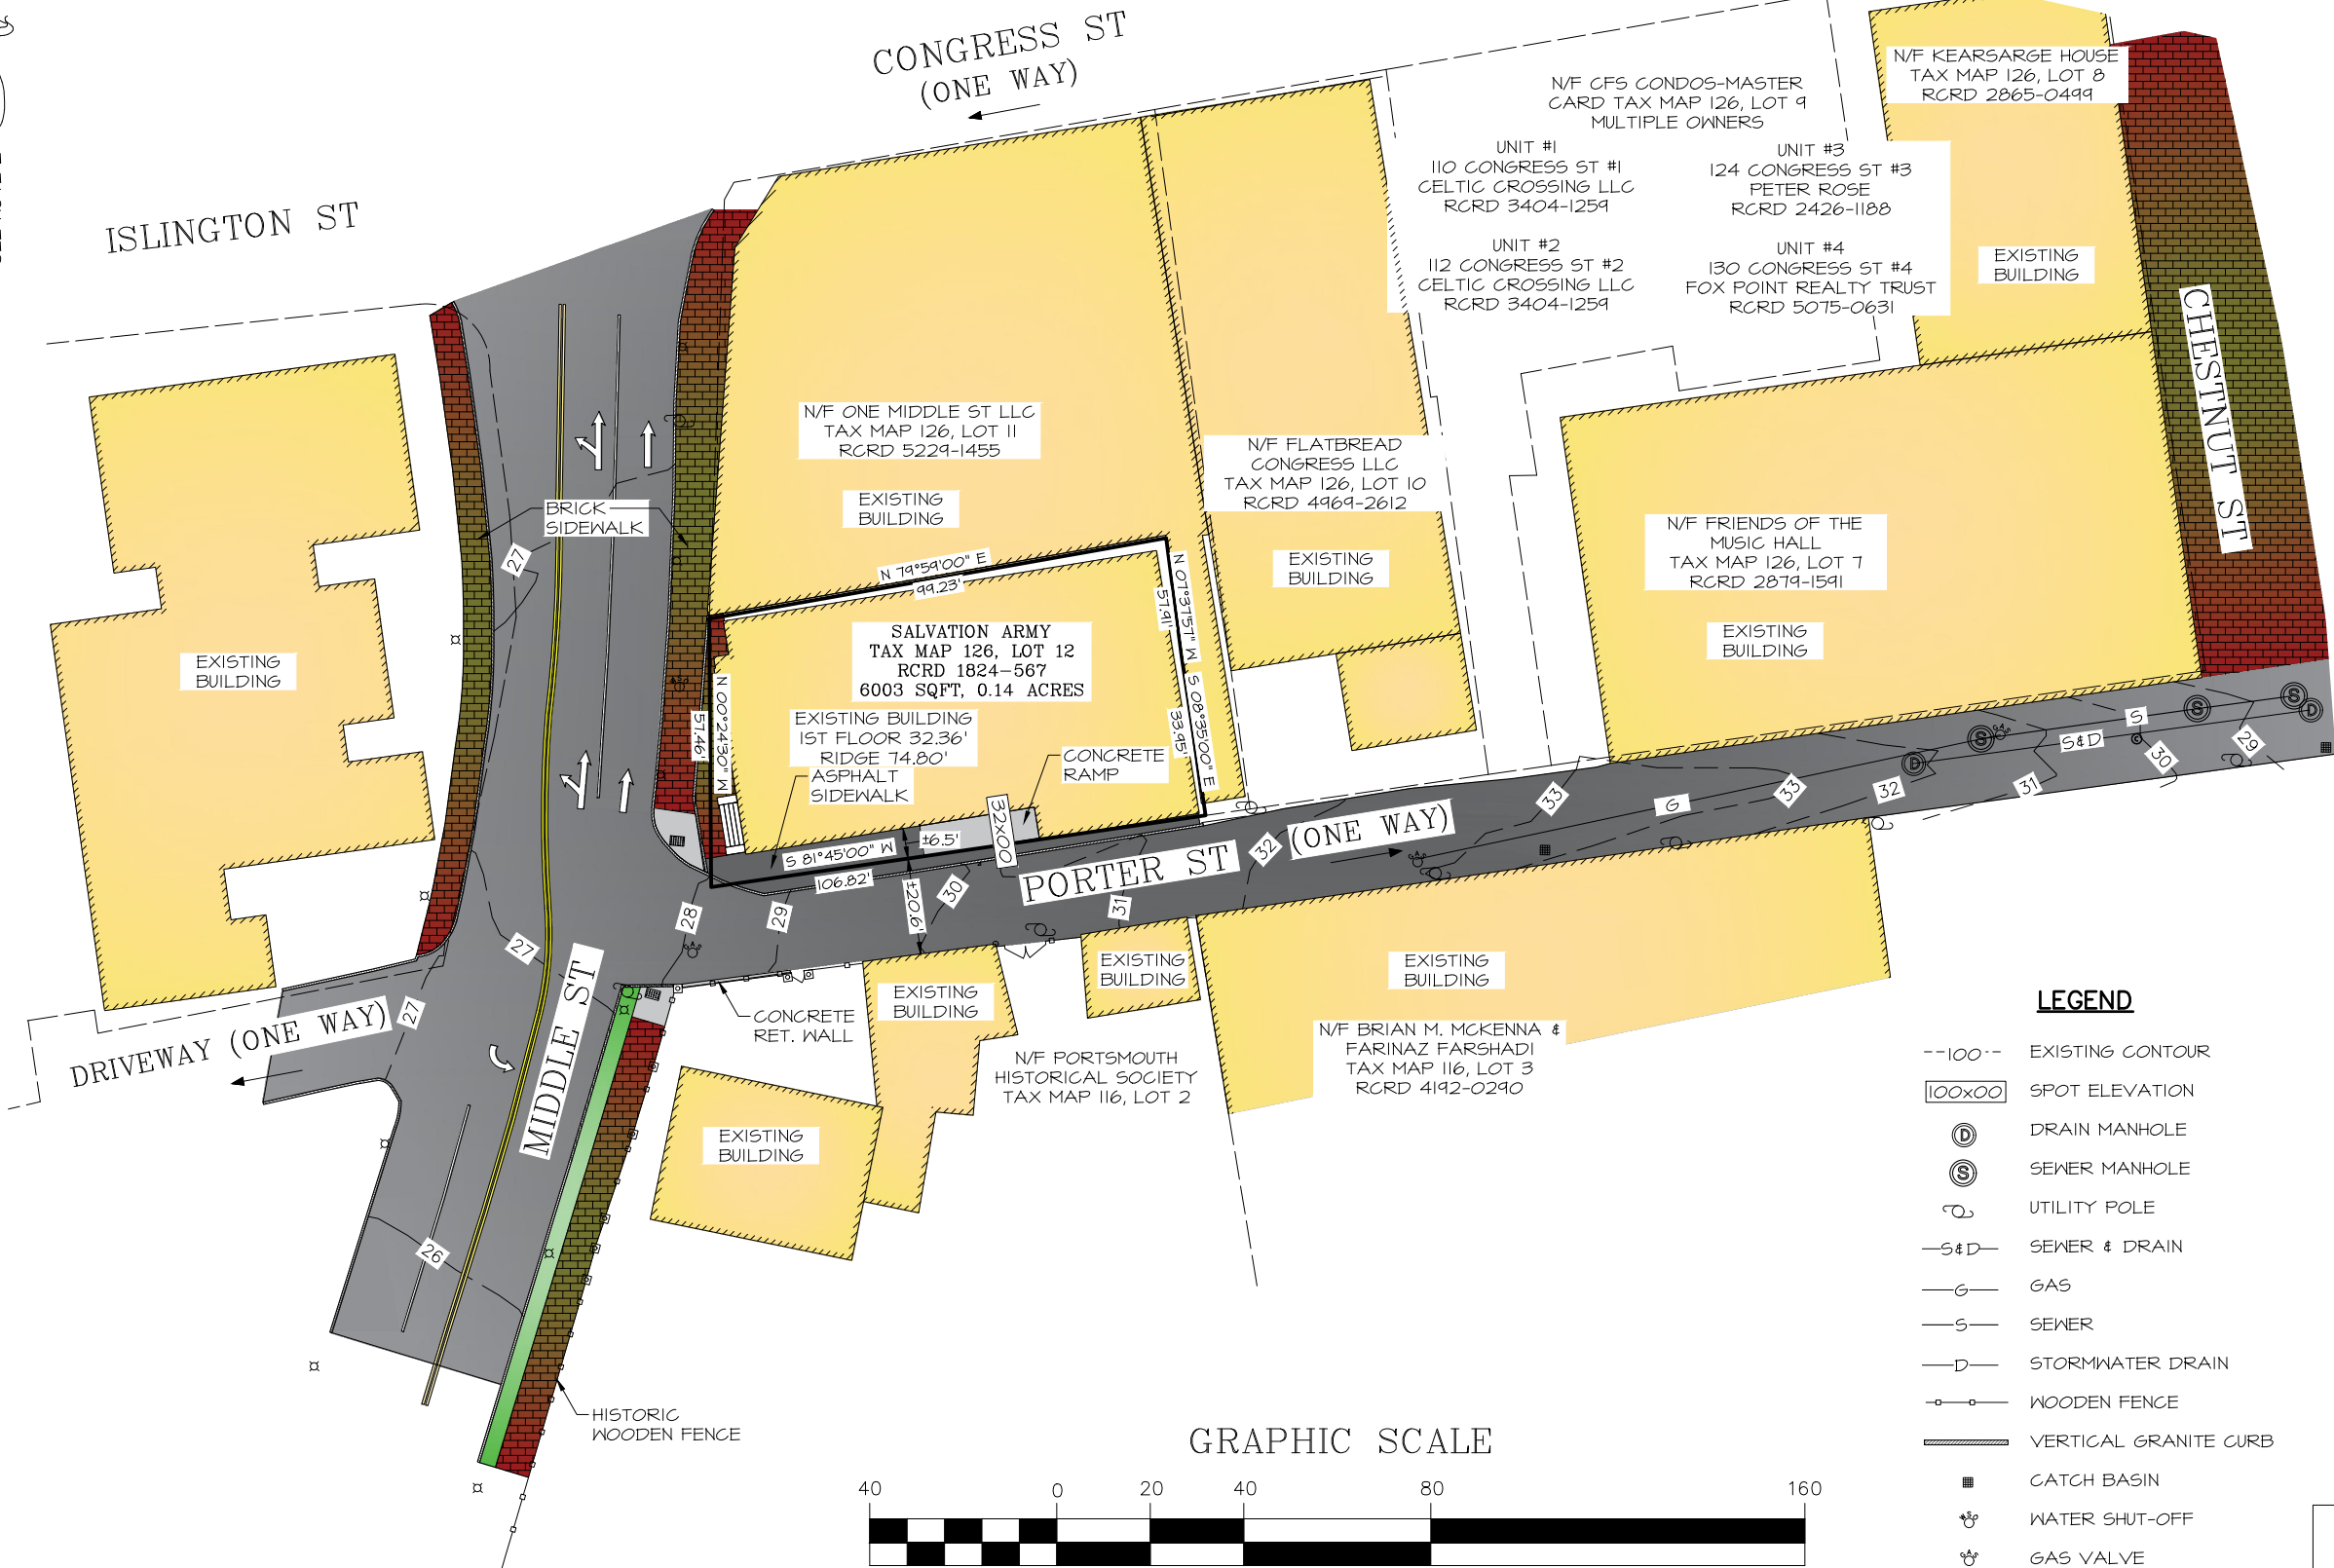 CONGRESS ST
(ONE WAY)
ISLINGTON ST
N/F KEARSARGE HOUSE
TAX MAP 126, LOT 8
RCRD 2865-0499
N/F CFS CONDOS-MASTER
CARD TAX MAP 126, LOT 9
MULTIPLE OWNERS
UNIT #1
110 CONGRESS ST #1
CELTIC CROSSING LLC
RCRD 3404-1259
UNIT #3
124 CONGRESS ST #3
PETER ROSE
RCRD 2426-1188
UNIT #2
112 CONGRESS ST #2
CELTIC CROSSING LLC
RCRD 3404-1259
UNIT #4
130 CONGRESS ST #4
FOX POINT REALTY TRUST
RCRD 5075-0631
EXISTING
BUILDING
CHESTNUT ST
N/F ONE MIDDLE ST LLC
TAX MAP 126, LOT 11
RCRD 5229-1455
EXISTING
BUILDING
N/F FLATBREAD
CONGRESS LLC
TAX MAP 126, LOT 10
RCRD 4969-2612
EXISTING
BUILDING
N/F FRIENDS OF THE
MUSIC HALL
TAX MAP 126, LOT 7
RCRD 2879-1591
EXISTING
BUILDING
BRICK
SIDEWALK
27
N 79°59'00" E
99.23'
N 07°37'57" W
57.91'
S 08°35'00" E
33.95'
N 00°24'30" W
57.46'
SALVATION ARMY
TAX MAP 126, LOT 12
RCRD 1824-567
6003 SQFT, 0.14 ACRES
EXISTING BUILDING
1ST FLOOR 32.36'
RIDGE 74.80'
ASPHALT
SIDEWALK
CONCRETE
RAMP
EXISTING
BUILDING
32x00
±6.5'
S 81°45'00" W
106.82'
±20.6'
PORTER ST
(ONE WAY)
28
29
30
31
32
33
G
33
32
31
30
29
S
S&D
S
S
S
D
D
27
27
26
MIDDLE ST
DRIVEWAY (ONE WAY)
CONCRETE
RET. WALL
EXISTING
BUILDING
EXISTING
BUILDING
EXISTING
BUILDING
EXISTING
BUILDING
N/F PORTSMOUTH
HISTORICAL SOCIETY
TAX MAP 116, LOT 2
N/F BRIAN M. MCKENNA &
FARINAZ FARSHADI
TAX MAP 116, LOT 3
RCRD 4192-0290
HISTORIC
WOODEN FENCE
GRAPHIC SCALE
40 0 20 40 80 160
LEGEND
100 EXISTING CONTOUR
100x00 SPOT ELEVATION
D DRAIN MANHOLE
S SEWER MANHOLE
UTILITY POLE
S&D SEWER & DRAIN
G GAS
S SEWER
D STORMWATER DRAIN
WOODEN FENCE
VERTICAL GRANITE CURB
CATCH BASIN
WATER SHUT-OFF
GAS VALVE